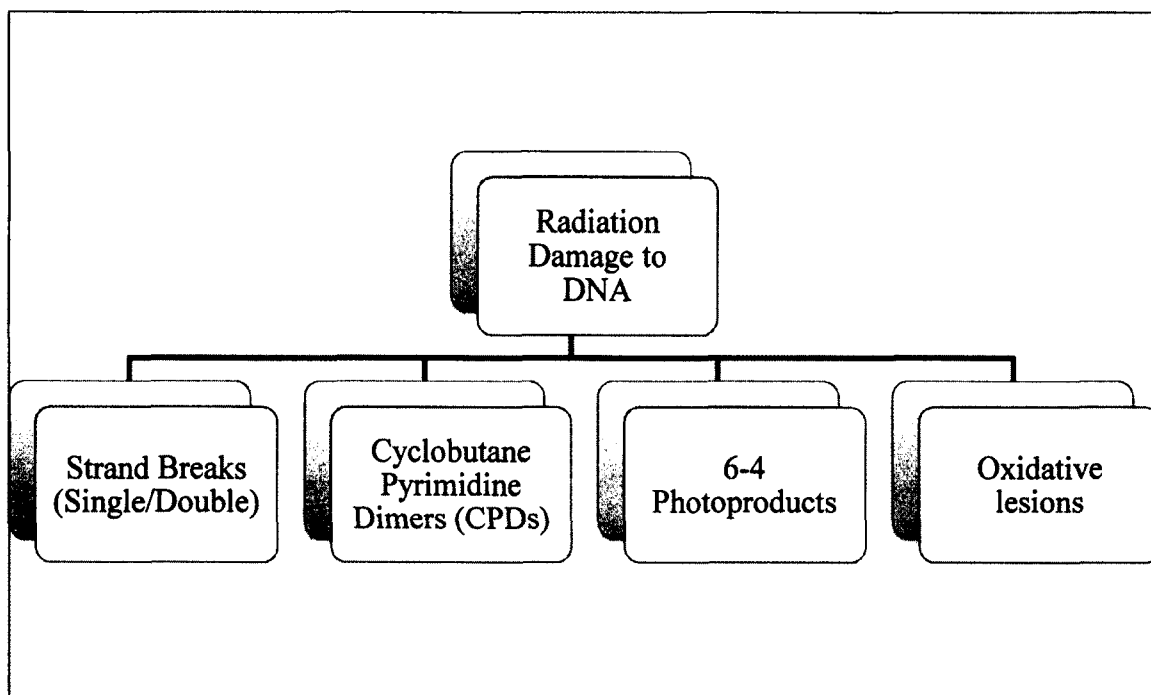 Radiation
Damage to
DNA
Strand Breaks
(Single/Double)
Cyclobutane
Pyrimidine
Dimers (CPDs)
6-4
Photoproducts
Oxidative
lesions